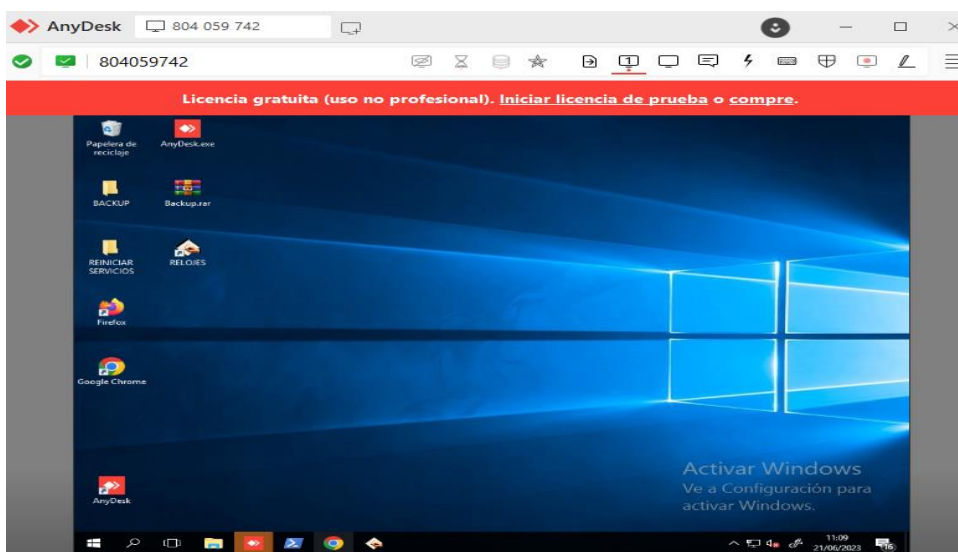 AnyDesk 804 059 742
804059742
Licencia gratuita (uso no profesional). Iniciar licencia de prueba o compre.
Papelera de
reciclaje
AnyDesk.exe
BACKUP
Backup.rar
REINICIAR
SERVICIOS
RELOJES
Firefox
Google Chrome
AnyDesk
Activar Windows
Ve a Configuración para
activar Windows.
11:09
21/06/2023
16